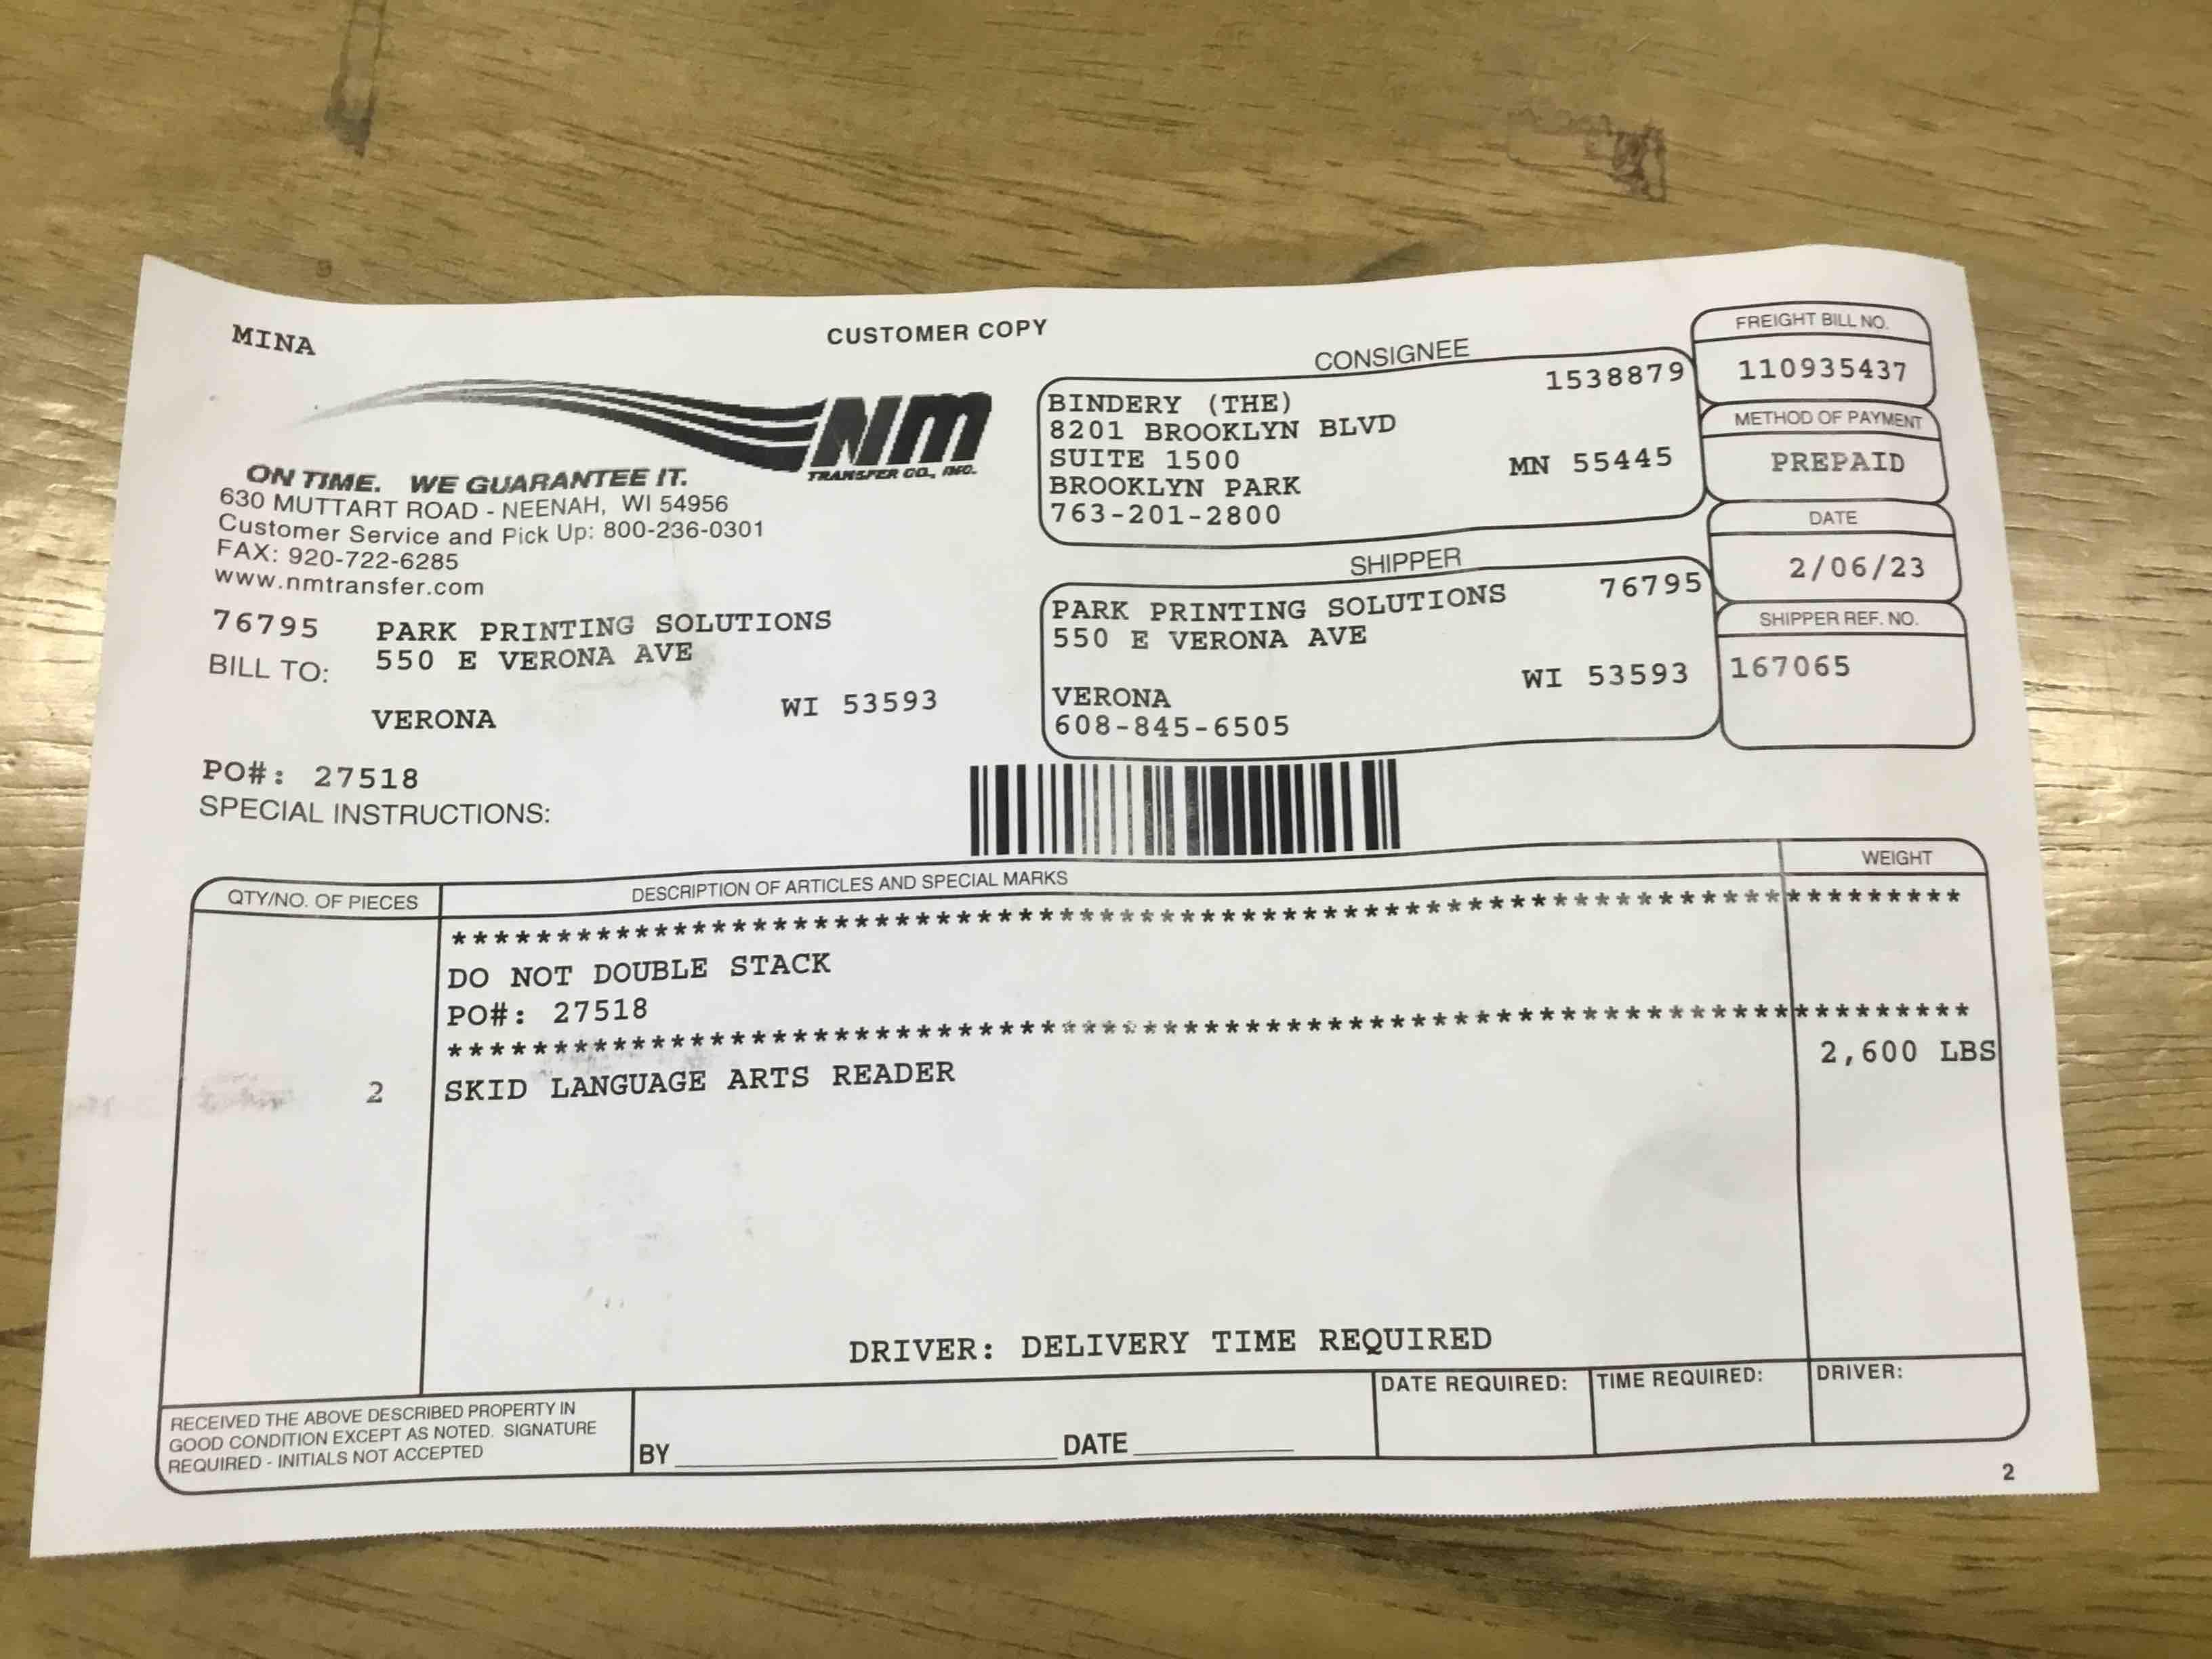 MINA
CUSTOMER COPY
NM
TRANSFER CO., INC.
ON TIME. WE GUARANTEE IT.
630 MUTTART ROAD - NEENAH, WI 54956
Customer Service and Pick Up: 800-236-0301
FAX: 920-722-6285
www.nmtransfer.com
76795 PARK PRINTING SOLUTIONS
BILL TO: 550 E VERONA AVE
VERONA WI 53593
PO#: 27518
SPECIAL INSTRUCTIONS:
CONSIGNEE
1538879
BINDERY (THE)
8201 BROOKLYN BLVD
SUITE 1500 MN 55445
BROOKLYN PARK
763-201-2800
SHIPPER
PARK PRINTING SOLUTIONS 76795
550 E VERONA AVE
WI 53593
VERONA
608-845-6505
FREIGHT BILL NO.
110935437
METHOD OF PAYMENT
PREPAID
DATE
2/06/23
SHIPPER REF. NO.
167065
QTY/NO. OF PIECES DESCRIPTION OF ARTICLES AND SPECIAL MARKS WEIGHT
*************************************************************************
DO NOT DOUBLE STACK
PO#: 27518
*************************************************************************
2 SKID LANGUAGE ARTS READER 2,600 LBS
DRIVER: DELIVERY TIME REQUIRED
RECEIVED THE ABOVE DESCRIBED PROPERTY IN
GOOD CONDITION EXCEPT AS NOTED. SIGNATURE
REQUIRED - INITIALS NOT ACCEPTED
BY DATE
DATE REQUIRED: TIME REQUIRED: DRIVER:
2